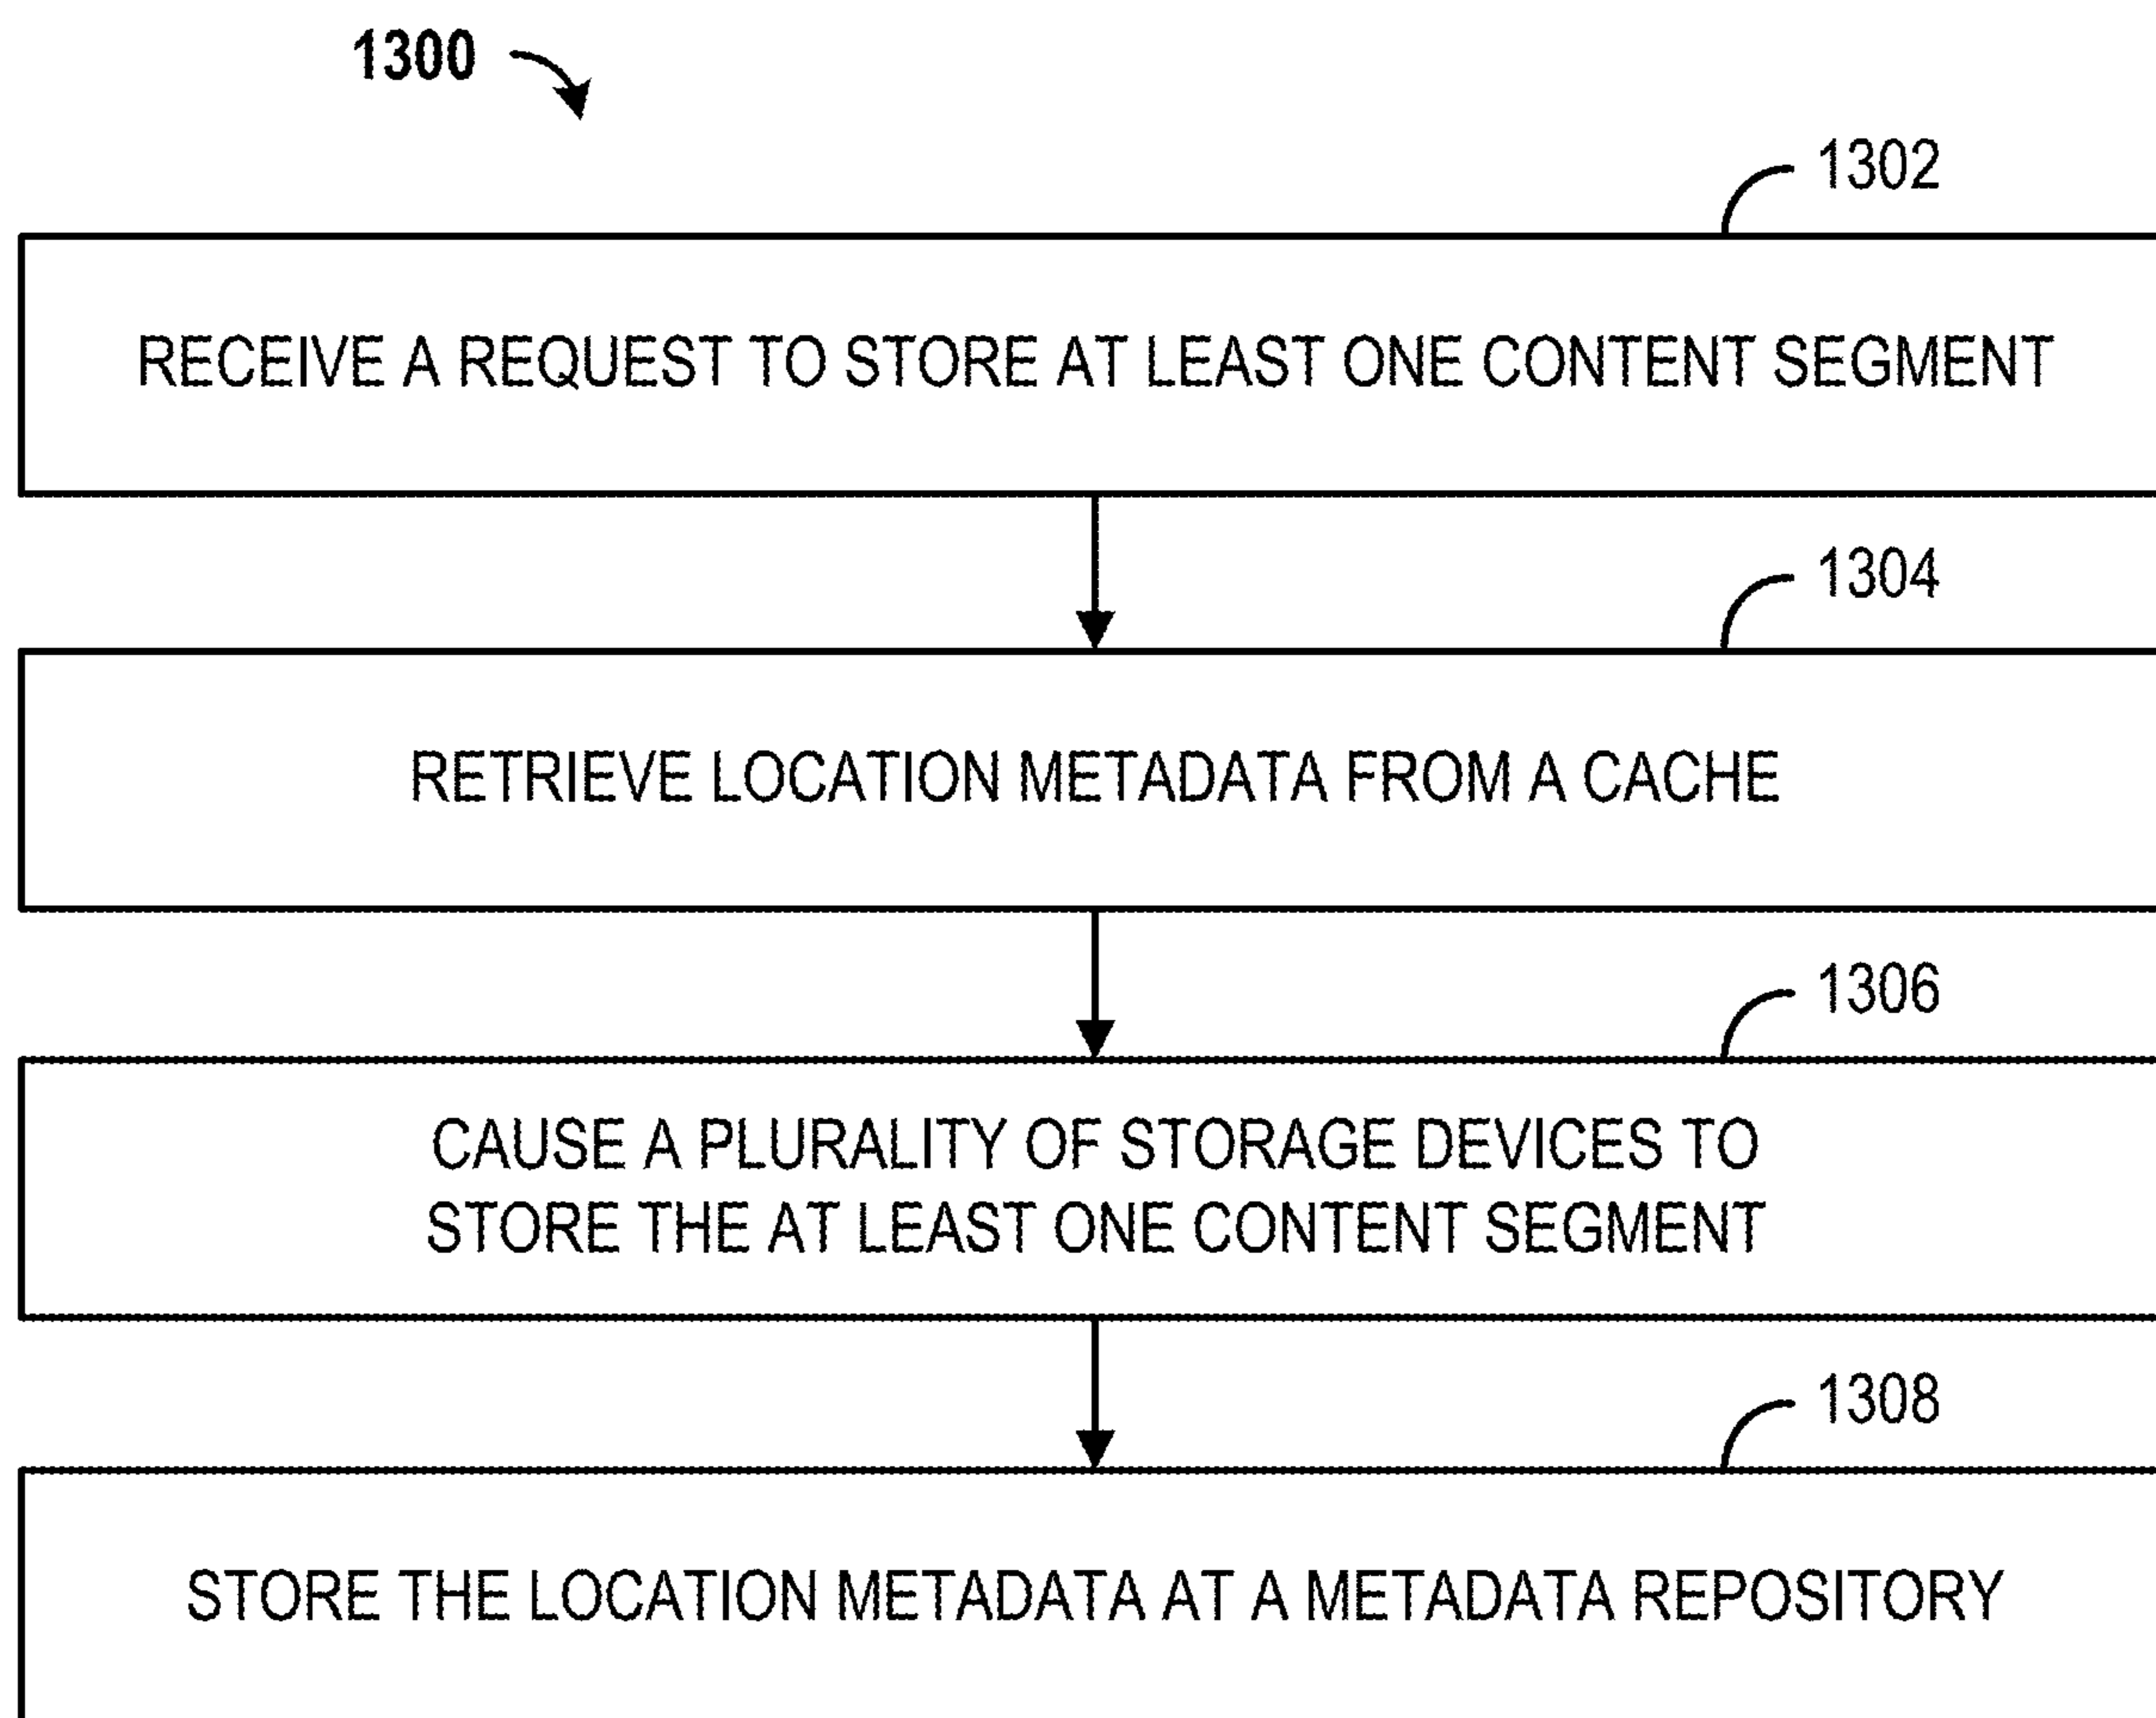 1300
1302
RECEIVE A REQUEST TO STORE AT LEAST ONE CONTENT SEGMENT
1304
RETRIEVE LOCATION METADATA FROM A CACHE
1306
CAUSE A PLURALITY OF STORAGE DEVICES TO
STORE THE AT LEAST ONE CONTENT SEGMENT
1308
STORE THE LOCATION METADATA AT A METADATA REPOSITORY